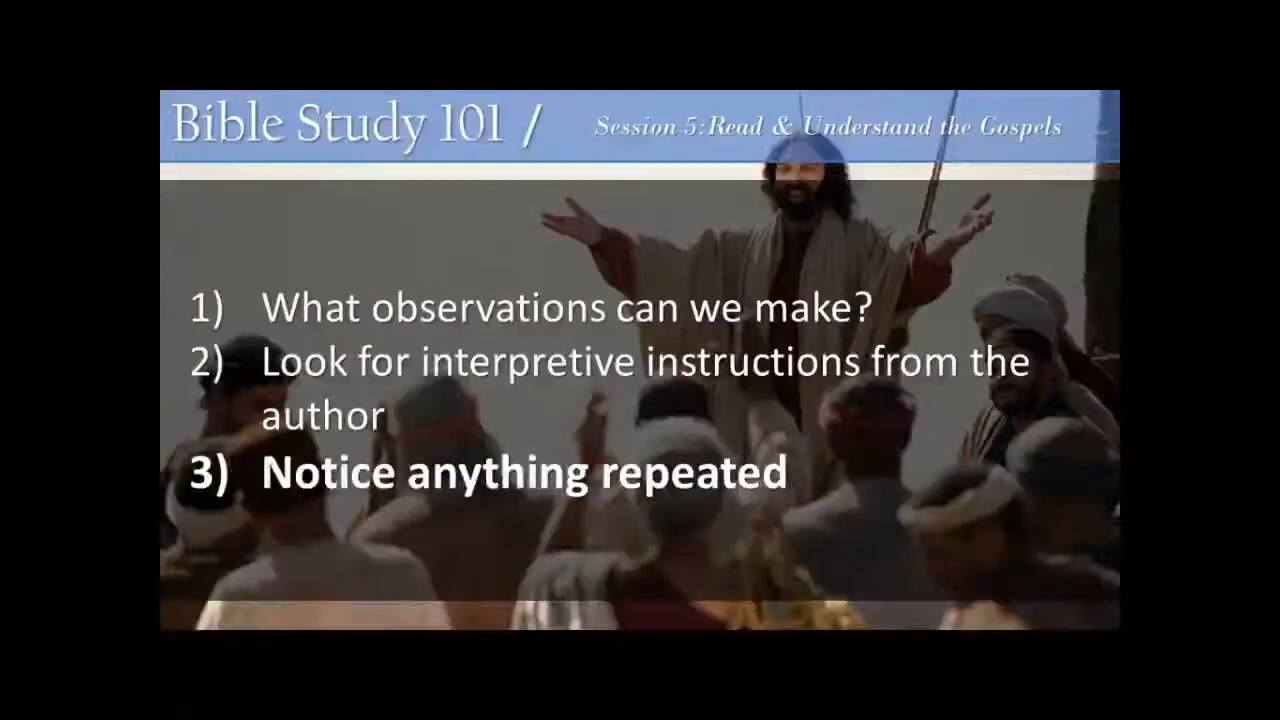 Bible Study 101 / Session 5: Read & Understand the Gospels
1) What observations can we make?
2) Look for interpretive instructions from the
author
3) Notice anything repeated